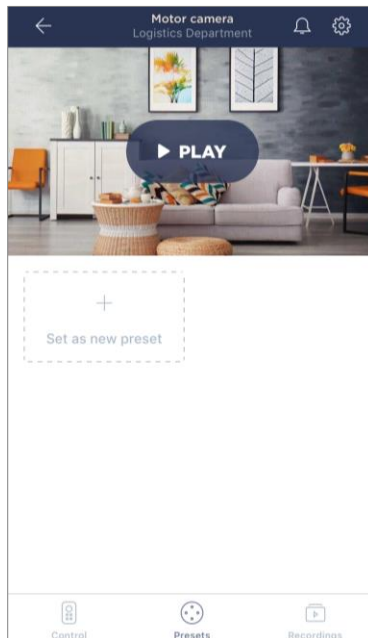 Motor camera
Logistics Department
PLAY
Set as new preset
Control
Presets
Recordings